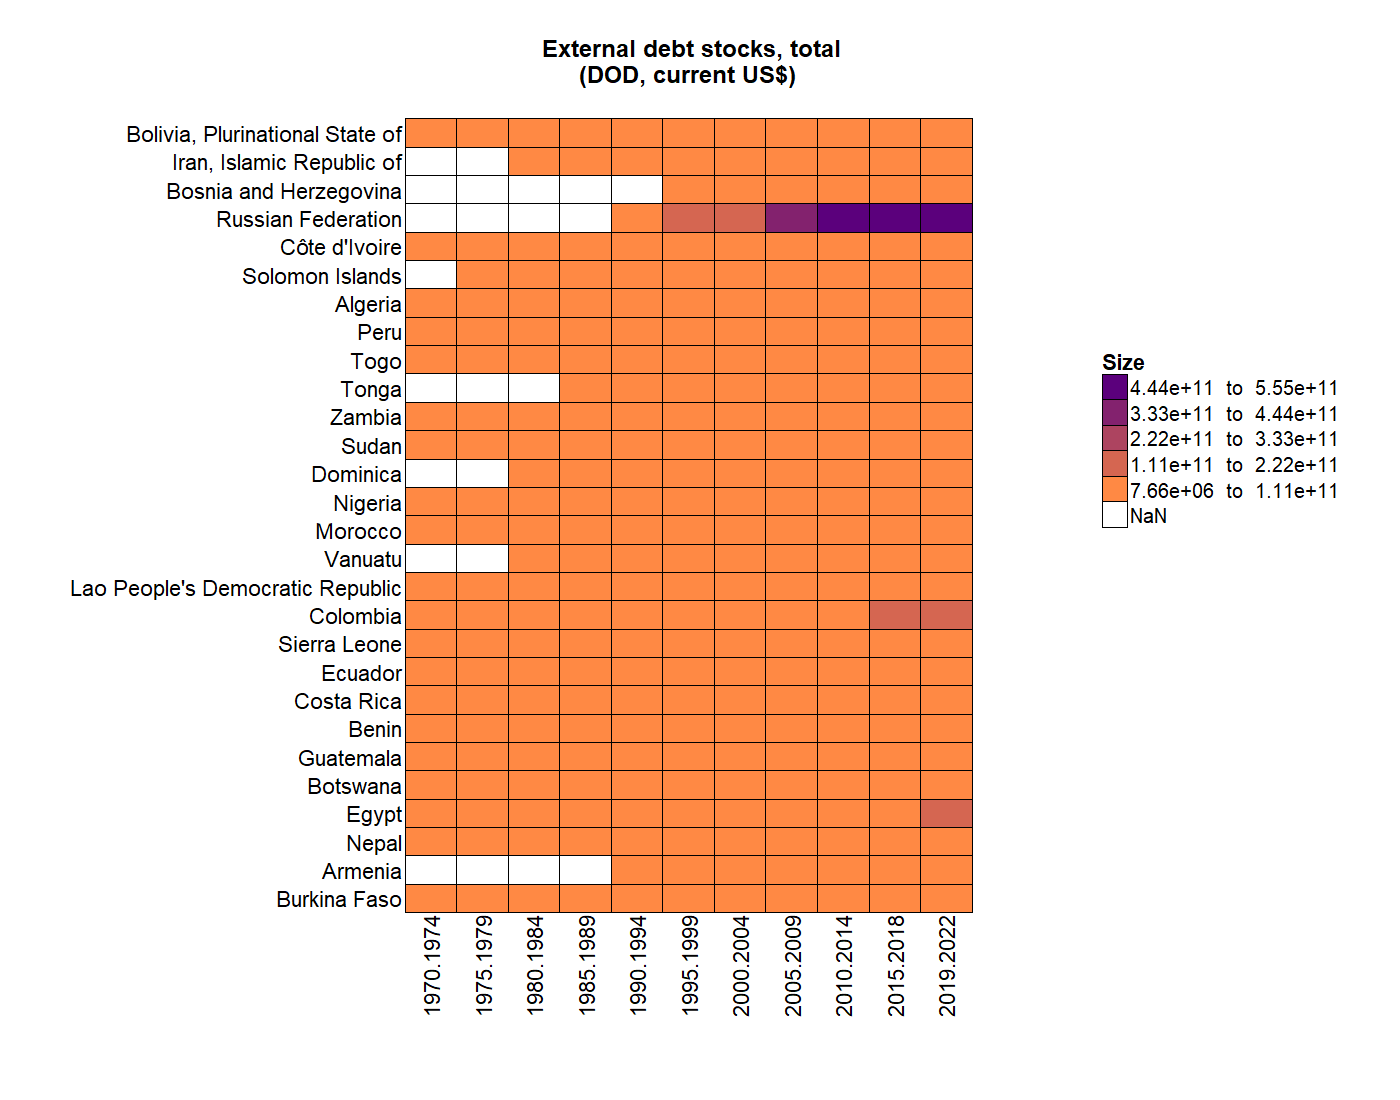 External debt stocks, total
(DOD, current US$)
Bolivia, Plurinational State of
Iran, Islamic Republic of
Bosnia and Herzegovina
Russian Federation
Côte d'Ivoire
Solomon Islands
Algeria
Peru
Togo
Tonga
Zambia
Sudan
Dominica
Nigeria
Morocco
Vanuatu
Lao People's Democratic Republic
Colombia
Sierra Leone
Ecuador
Costa Rica
Benin
Guatemala
Botswana
Egypt
Nepal
Armenia
Burkina Faso
1970.1974
1975.1979
1980.1984
1985.1989
1990.1994
1995.1999
2000.2004
2005.2009
2010.2014
2015.2018
2019.2022
Size
4.44e+11 to 5.55e+11
3.33e+11 to 4.44e+11
2.22e+11 to 3.33e+11
1.11e+11 to 2.22e+11
7.66e+06 to 1.11e+11
NaN